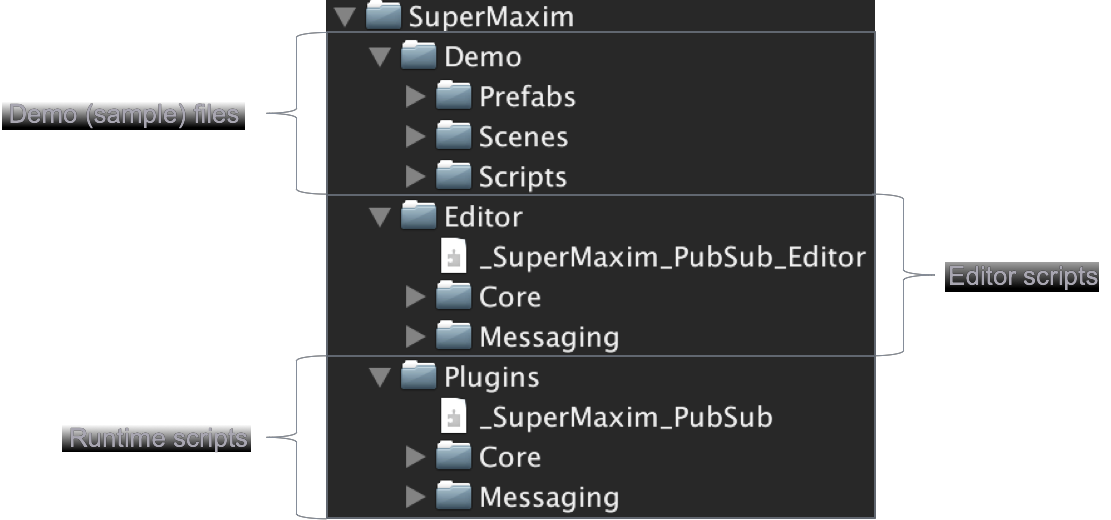 SuperMaxim
Demo
Prefabs
Scenes
Scripts
Demo (sample) files
Editor
_SuperMaxim_PubSub_Editor
Core
Messaging
Editor scripts
Plugins
_SuperMaxim_PubSub
Core
Messaging
Runtime scripts